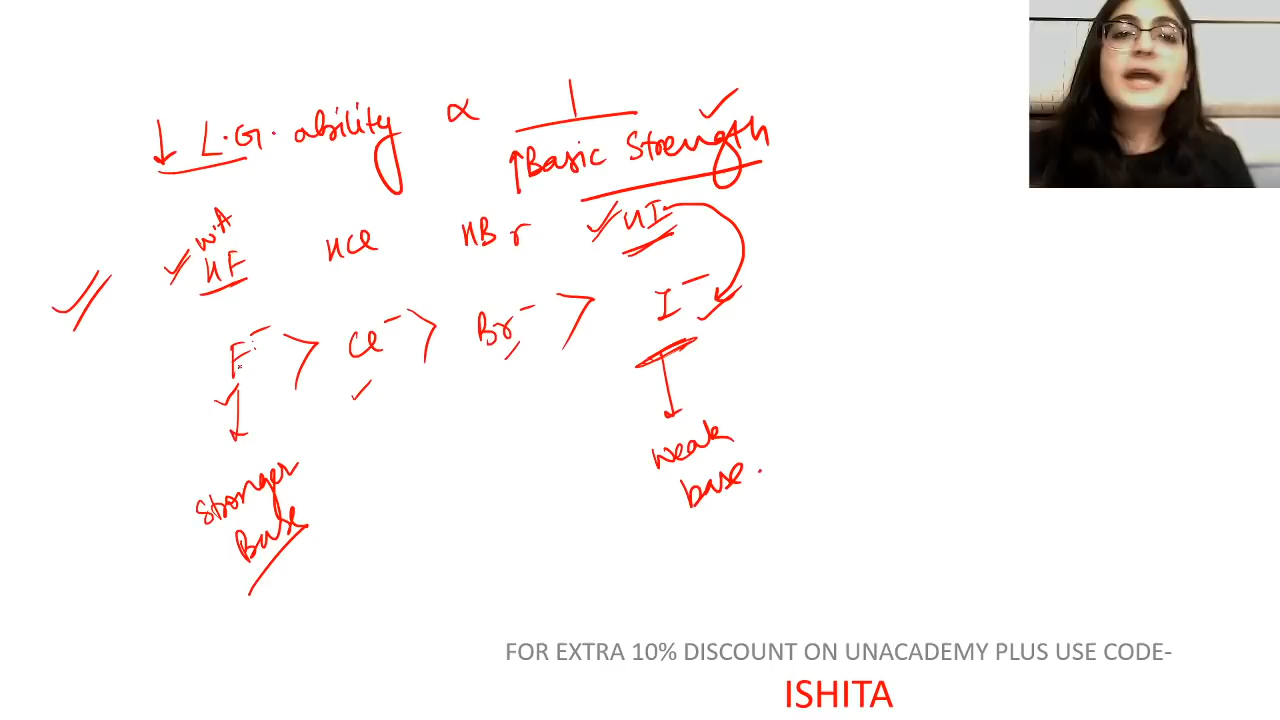 ↓ L.G. ability ∝ 1 / ↑Basic Strength
W.A
HF HCl HBr HI
F⁻ > Cl⁻ > Br⁻ > I⁻
Stronger
Base
weak
base.
FOR EXTRA 10% DISCOUNT ON UNACADEMY PLUS USE CODE-
ISHITA